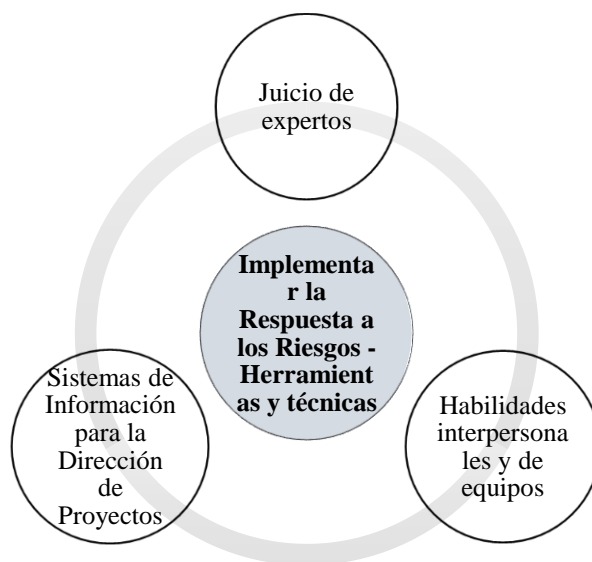 Juicio de
expertos
Implementa
r la
Respuesta a
los Riesgos -
Herramient
as y técnicas
Sistemas de
Información
para la
Dirección
de
Proyectos
Habilidades
interpersona
les y de
equipos